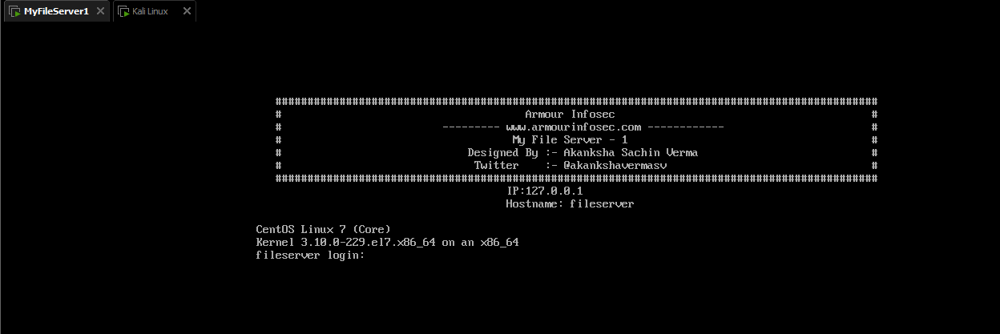 MyFileServer1 Kali Linux
###############################################################################################
# Armour Infosec #
# --------- www.armourinfosec.com ------------ #
# My File Server - 1 #
# Designed By :- Akanksha Sachin Verma #
# Twitter :- @akankshavermasv #
###############################################################################################
IP:127.0.0.1
Hostname: fileserver
CentOS Linux 7 (Core)
Kernel 3.10.0-229.el7.x86_64 on an x86_64
fileserver login: